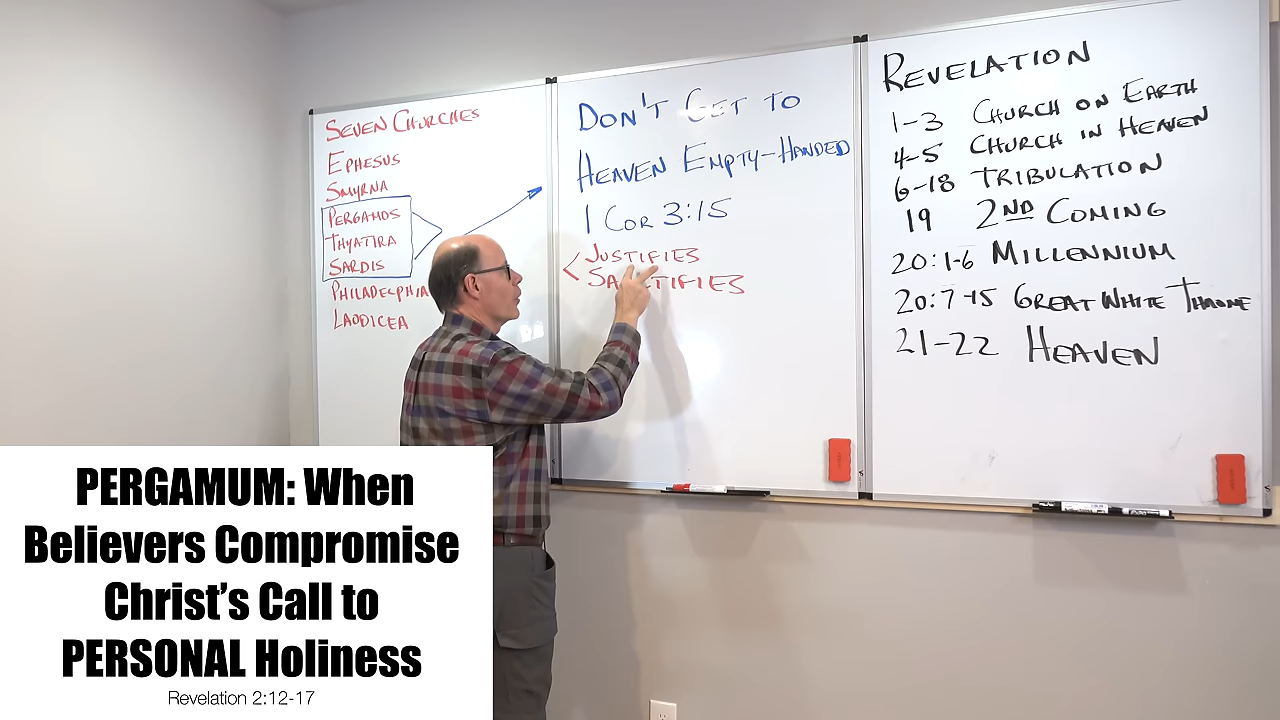 SEVEN CHURCHES
EPHESUS
SMYRNA
PERGAMOS
THYATIRA
SARDIS
PHILADELPHIA
LAODICEA
DON'T GET TO
HEAVEN EMPTY-HANDED
1 COR 3:15
JUSTIFIES
SANCTIFIES
REVELATION
1-3 CHURCH ON EARTH
4-5 CHURCH IN HEAVEN
6-18 TRIBULATION
19 2ND COMING
20:1-6 MILLENNIUM
20:7-15 GREAT WHITE THRONE
21-22 HEAVEN
PERGAMUM: When
Believers Compromise
Christ's Call to
PERSONAL Holiness
Revelation 2:12-17